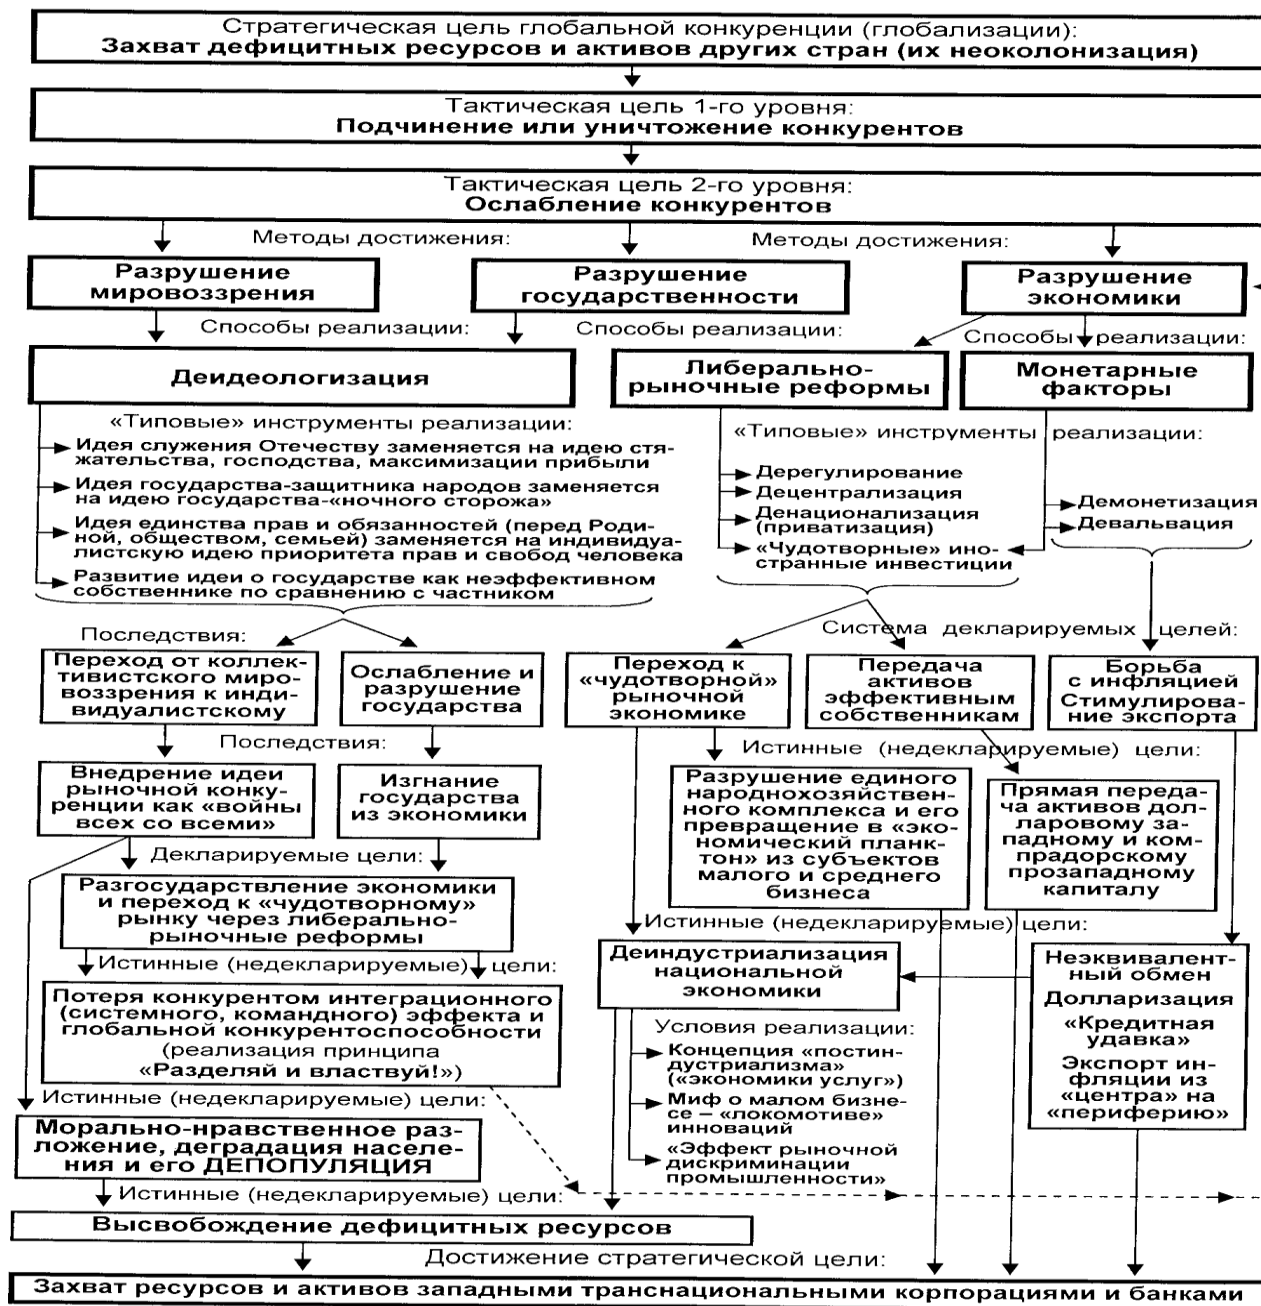 Стратегическая цель глобальной конкуренции (глобализации):
Захват дефицитных ресурсов и активов других стран (их неоколонизация)
Тактическая цель 1-го уровня:
Подчинение или уничтожение конкурентов
Тактическая цель 2-го уровня:
Ослабление конкурентов
Методы достижения:
Методы достижения:
Разрушение
мировоззрения
Разрушение
государственности
Разрушение
экономики
Способы реализации:
Способы реализации:
Способы реализации:
Деидеологизация
Либерально-
рыночные реформы
Монетарные
факторы
«Типовые» инструменты реализации:
Идея служения Отечеству заменяется на идею стя-
жательства, господства, максимизации прибыли
Идея государства-защитника народов заменяется
на идею государства-«ночного сторожа»
Идея единства прав и обязанностей (перед Роди-
ной, обществом, семьей) заменяется на индивидуа-
листскую идею приоритета прав и свобод человека
Развитие идеи о государстве как неэффективном
собственнике по сравнению с частником
«Типовые» инструменты реализации:
Дерегулирование
Децентрализация
Денационализация
(приватизация)
«Чудотворные» ино-
странные инвестиции
Демонетизация
Девальвация
Последствия:
Переход от коллек-
тивистского миро-
воззрения к инди-
видуалистскому
Ослабление и
разрушение
государства
Система декларируемых целей:
Переход к
«чудотворной»
рыночной
экономике
Передача
активов
эффективным
собственникам
Борьба
с инфляцией
Стимулирова-
ние экспорта
Последствия:
Внедрение идеи
рыночной конку-
ренции как «войны
всех со всеми»
Изгнание
государства
из экономики
Истинные (недекларируемые) цели:
Разрушение единого
народнохозяйствен-
ного комплекса и его
превращение в «эко-
номический планк-
тон» из субъектов
малого и среднего
бизнеса
Прямая переда-
ча активов дол-
ларовому за-
падному и ком-
прадорскому
прозападному
капиталу
Декларируемые цели:
Разгосударствление экономики
и переход к «чудотворному»
рынку через либерально-
рыночные реформы
Истинные (недекларируемые) цели:
Деиндустриализация
национальной
экономики
Неэквивалент-
ный обмен
Долларизация
«Кредитная
удавка»
Экспорт ин-
фляции из
«центра» на
«периферию»
Истинные (недекларируемые) цели:
Потеря конкурентом интеграционного
(системного, командного) эффекта и
глобальной конкурентоспособности
(реализация принципа
«Разделяй и властвуй!»)
Условия реализации:
Концепция «постин-
дустриализма»
(«экономики услуг»)
Миф о малом бизне-
се – «локомотиве»
инноваций
«Эффект рыночной
дискриминации
промышленности»
Истинные (недекларируемые) цели:
Морально-нравственное раз-
ложение, деградация населе-
ния и его ДЕПОПУЛЯЦИЯ
Истинные (недекларируемые) цели:
Высвобождение дефицитных ресурсов
Достижение стратегической цели:
Захват ресурсов и активов западными транснациональными корпорациями и банками